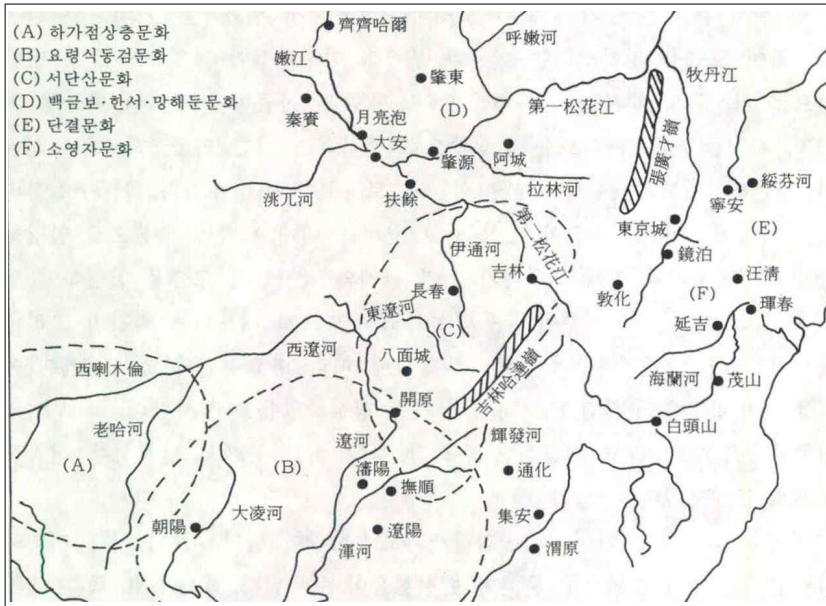 (A) 하가점상층문화
(B) 요령식동검문화
(C) 서단산문화
(D) 백금보·한서·망해둔문화
(E) 단결문화
(F) 소영자문화
齊齊哈爾
呼嫩河
嫩江
肇東
牧丹江
(D)
第一松花江
秦賚
月亮泡
大安
肇源
阿城
張廣才嶺
洮兀河
扶餘
拉林河
綏芬河
寧安
第二松花江
東京城
(E)
伊通河
吉林
鏡泊
長春
敦化
(F)
汪清
東遼河
(C)
延吉
琿春
西遼河
八面城
吉林哈達嶺
西喇木倫
海蘭河
茂山
開原
老哈河
白頭山
遼河
輝發河
(A)
(B)
瀋陽
撫順
通化
朝陽
大凌河
遼陽
集安
渾河
渭原